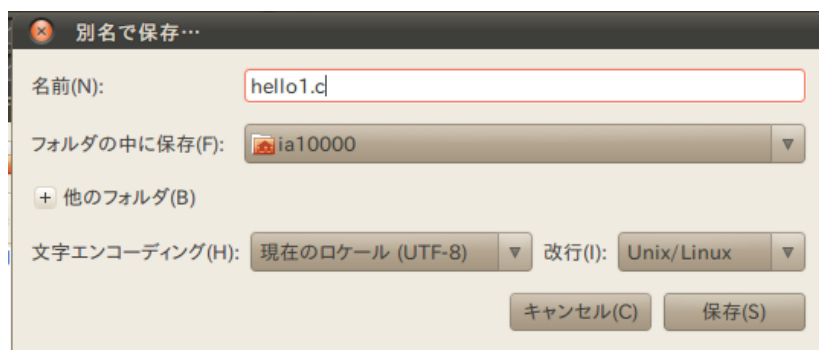 別名で保存…
名前(N): hello1.c
フォルダの中に保存(F): ia10000
+ 他のフォルダ(B)
文字エンコーディング(H): 現在のロケール (UTF-8) 改行(I): Unix/Linux
キャンセル(C) 保存(S)